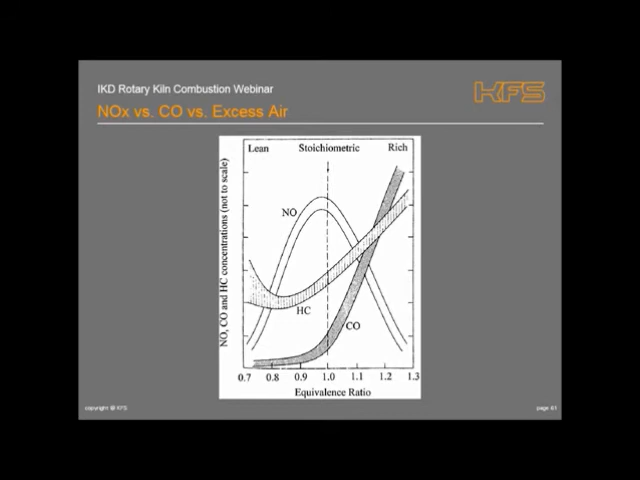 IKD Rotary Kiln Combustion Webinar
KFS
NOx vs. CO vs. Excess Air
Lean Stoichiometric Rich
NO, CO and HC concentrations (not to scale)
NO
HC
CO
0.7 0.8 0.9 1.0 1.1 1.2 1.3
Equivalence Ratio
copyright @ KFS
page 61